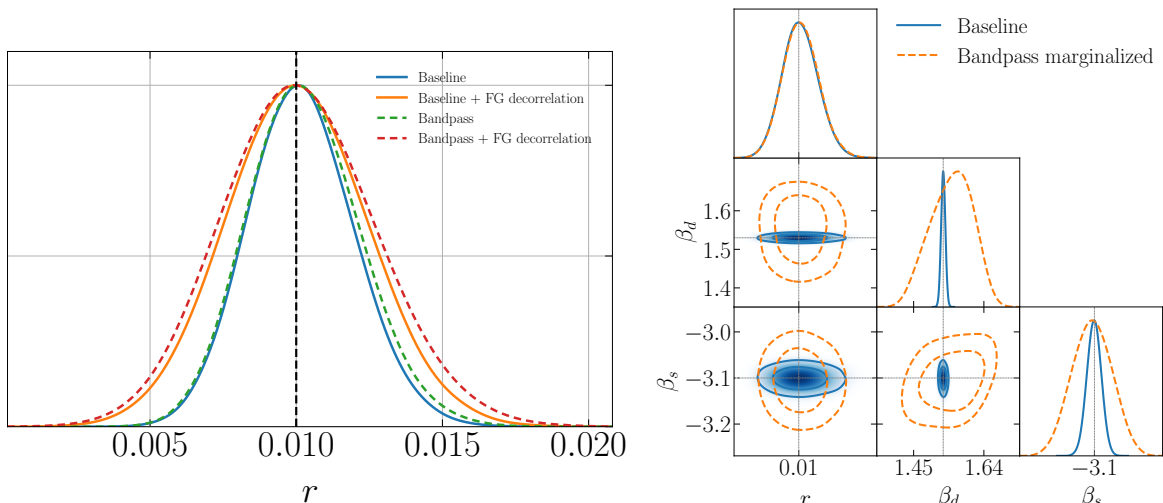 Baseline
Baseline + FG decorrelation
Bandpass
Bandpass + FG decorrelation
0.005
0.010
0.015
0.020
r
Baseline
Bandpass marginalized
1.6
1.5
1.4
β_d
−3.0
−3.1
−3.2
β_s
0.01
1.45
1.64
−3.1
r
β_d
β_s